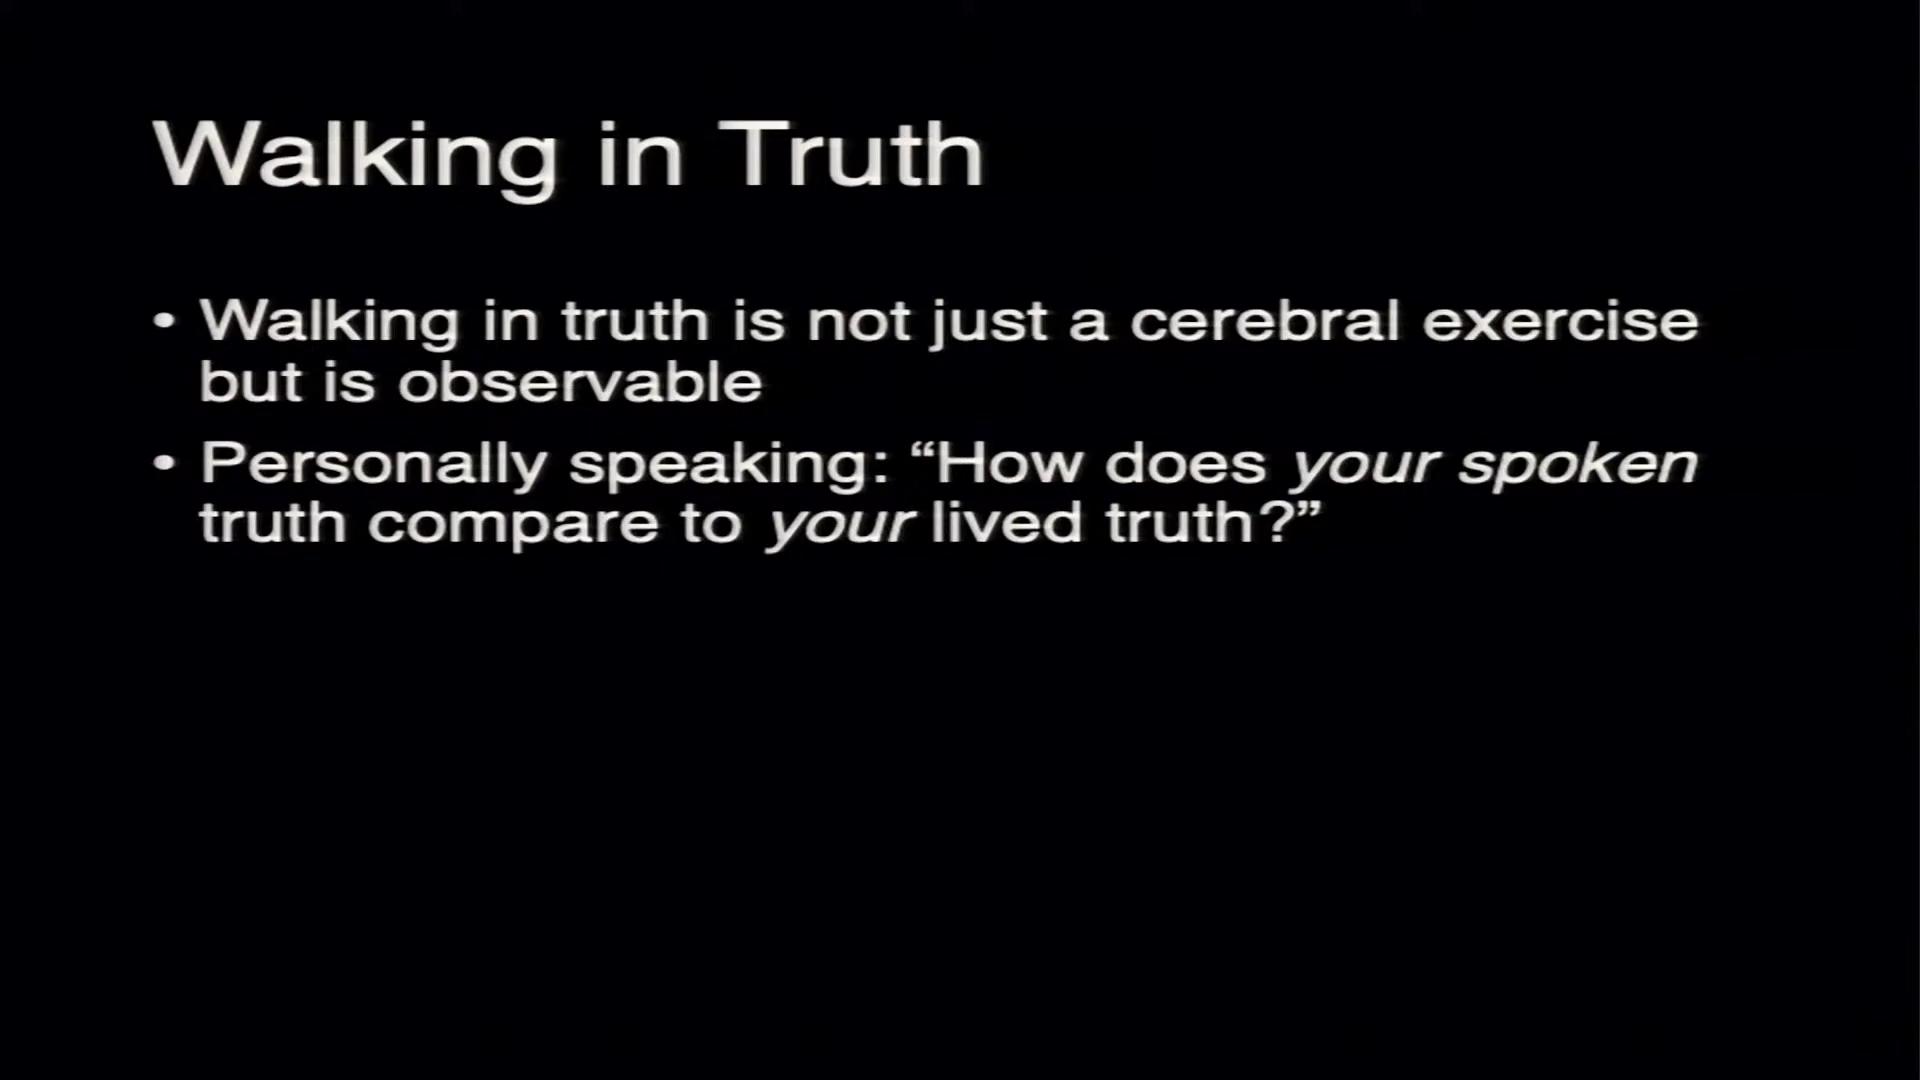 Walking in Truth
• Walking in truth is not just a cerebral exercise
but is observable
• Personally speaking: “How does your spoken
truth compare to your lived truth?”